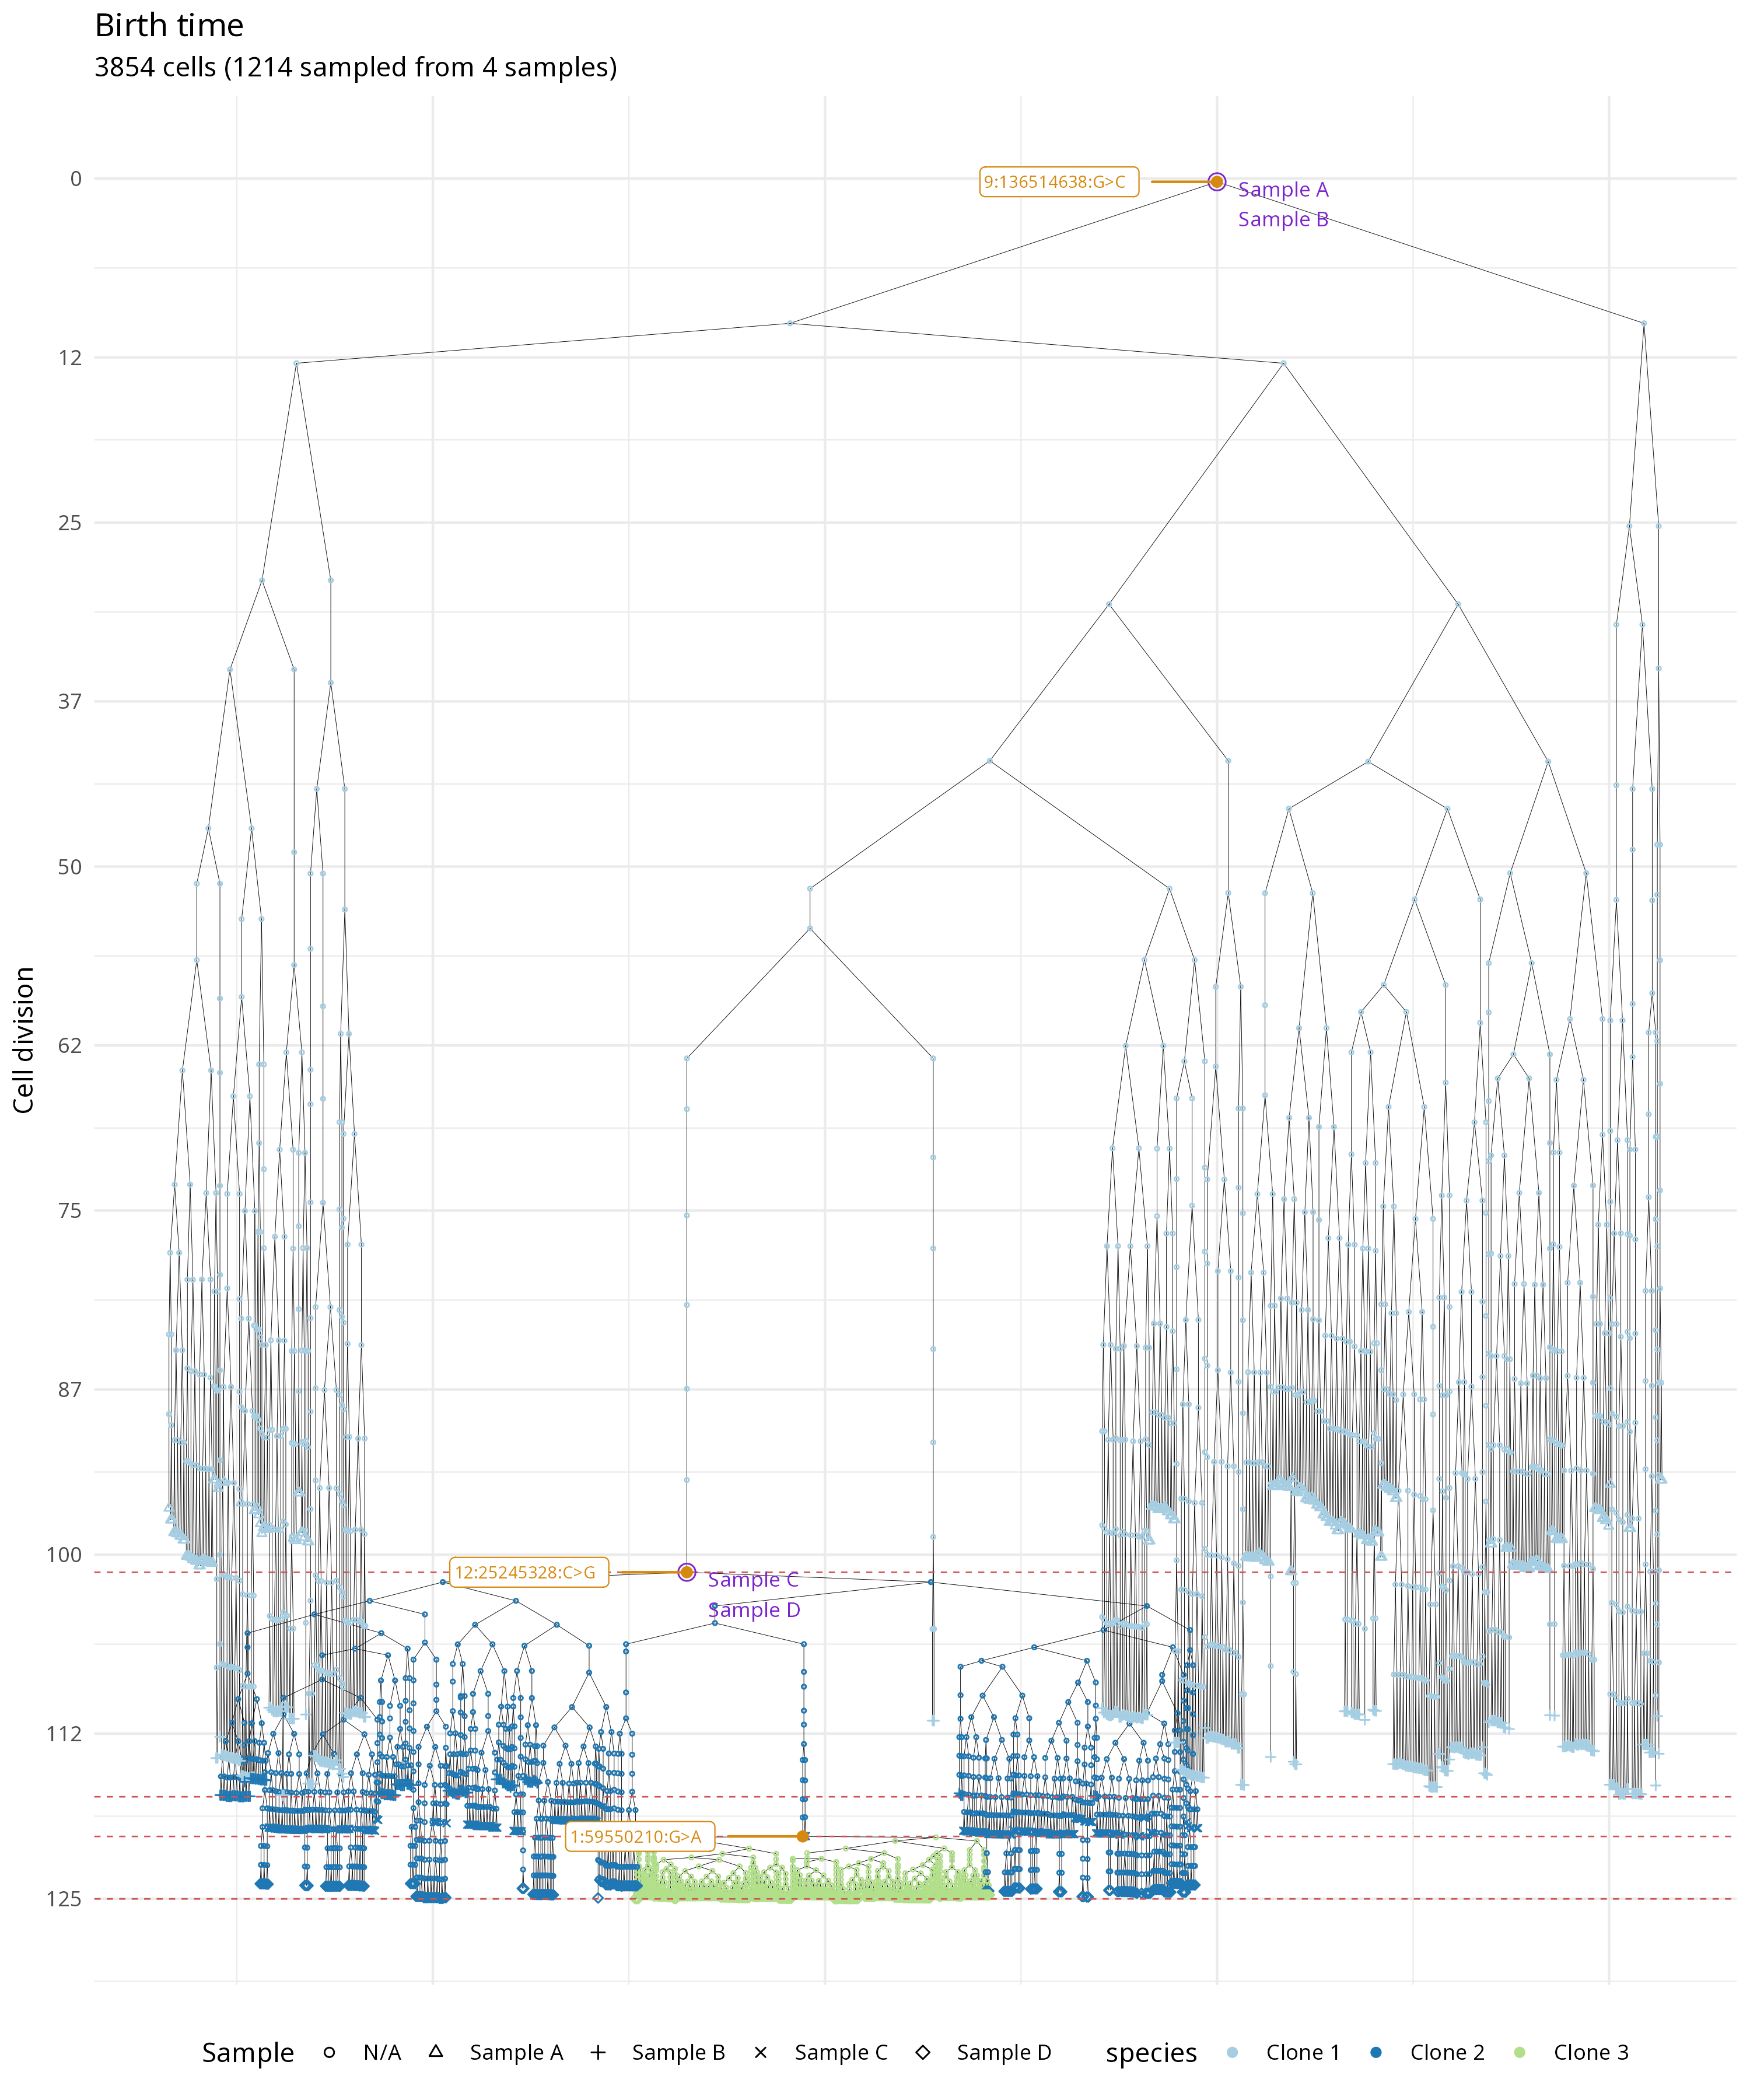 Birth time
3854 cells (1214 sampled from 4 samples)
0
9:136514638:G>C
Sample A
Sample B
12
25
37
50
Cell division
62
75
87
100
12:25245328:C>G
Sample C
Sample D
112
1:59550210:G>A
125
Sample N/A Sample A Sample B Sample C Sample D species Clone 1 Clone 2 Clone 3